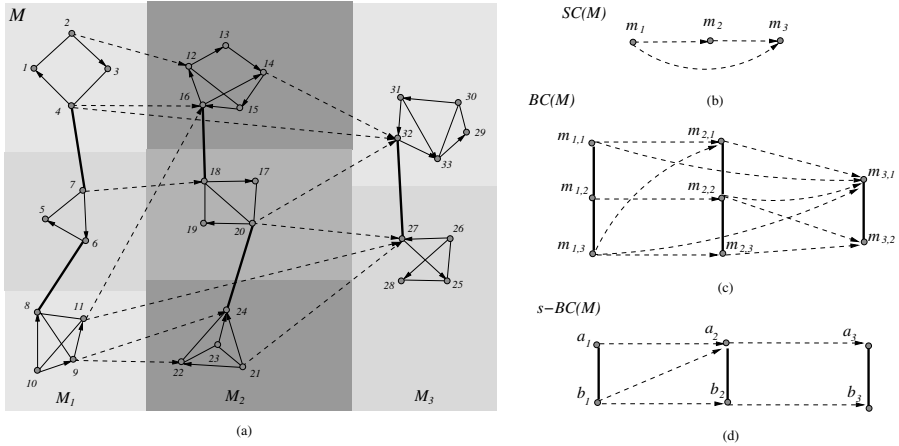 M
2
1
3
4
7
5
6
8
11
10
9
M1
12
13
14
16
15
18
17
19
20
24
23
22
21
M2
31
30
32
29
33
27
26
28
25
M3
(a)
SC(M)
m1
m2
m3
(b)
BC(M)
m1,1
m2,1
m3,1
m1,2
m2,2
m1,3
m2,3
m3,2
(c)
s−BC(M)
a1
a2
a3
b1
b2
b3
(d)